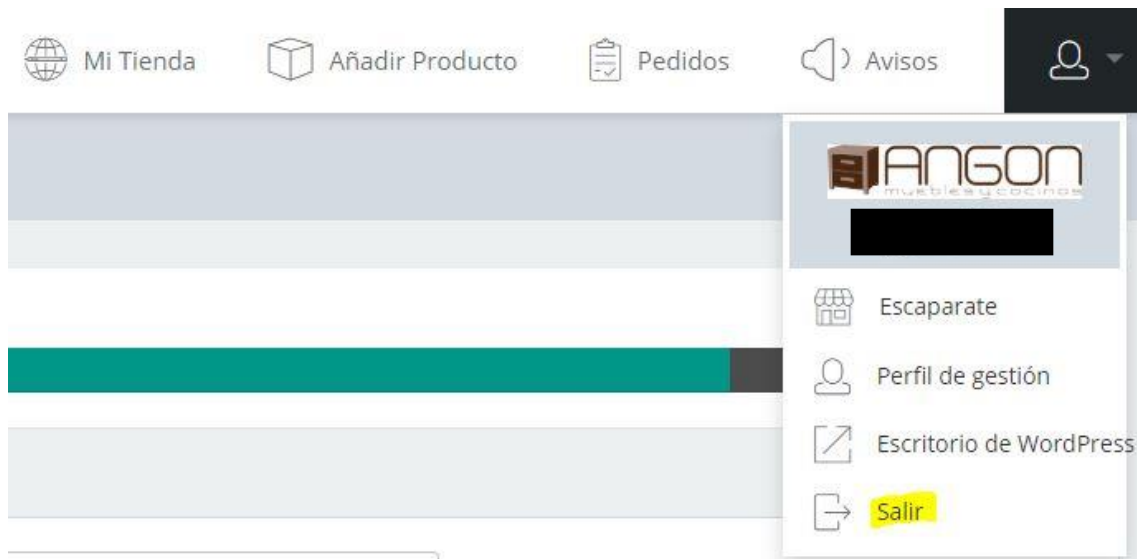 Mi Tienda Añadir Producto Pedidos Avisos
ANGON
muebles y cocinas
Escaparate
Perfil de gestión
Escritorio de WordPress
Salir